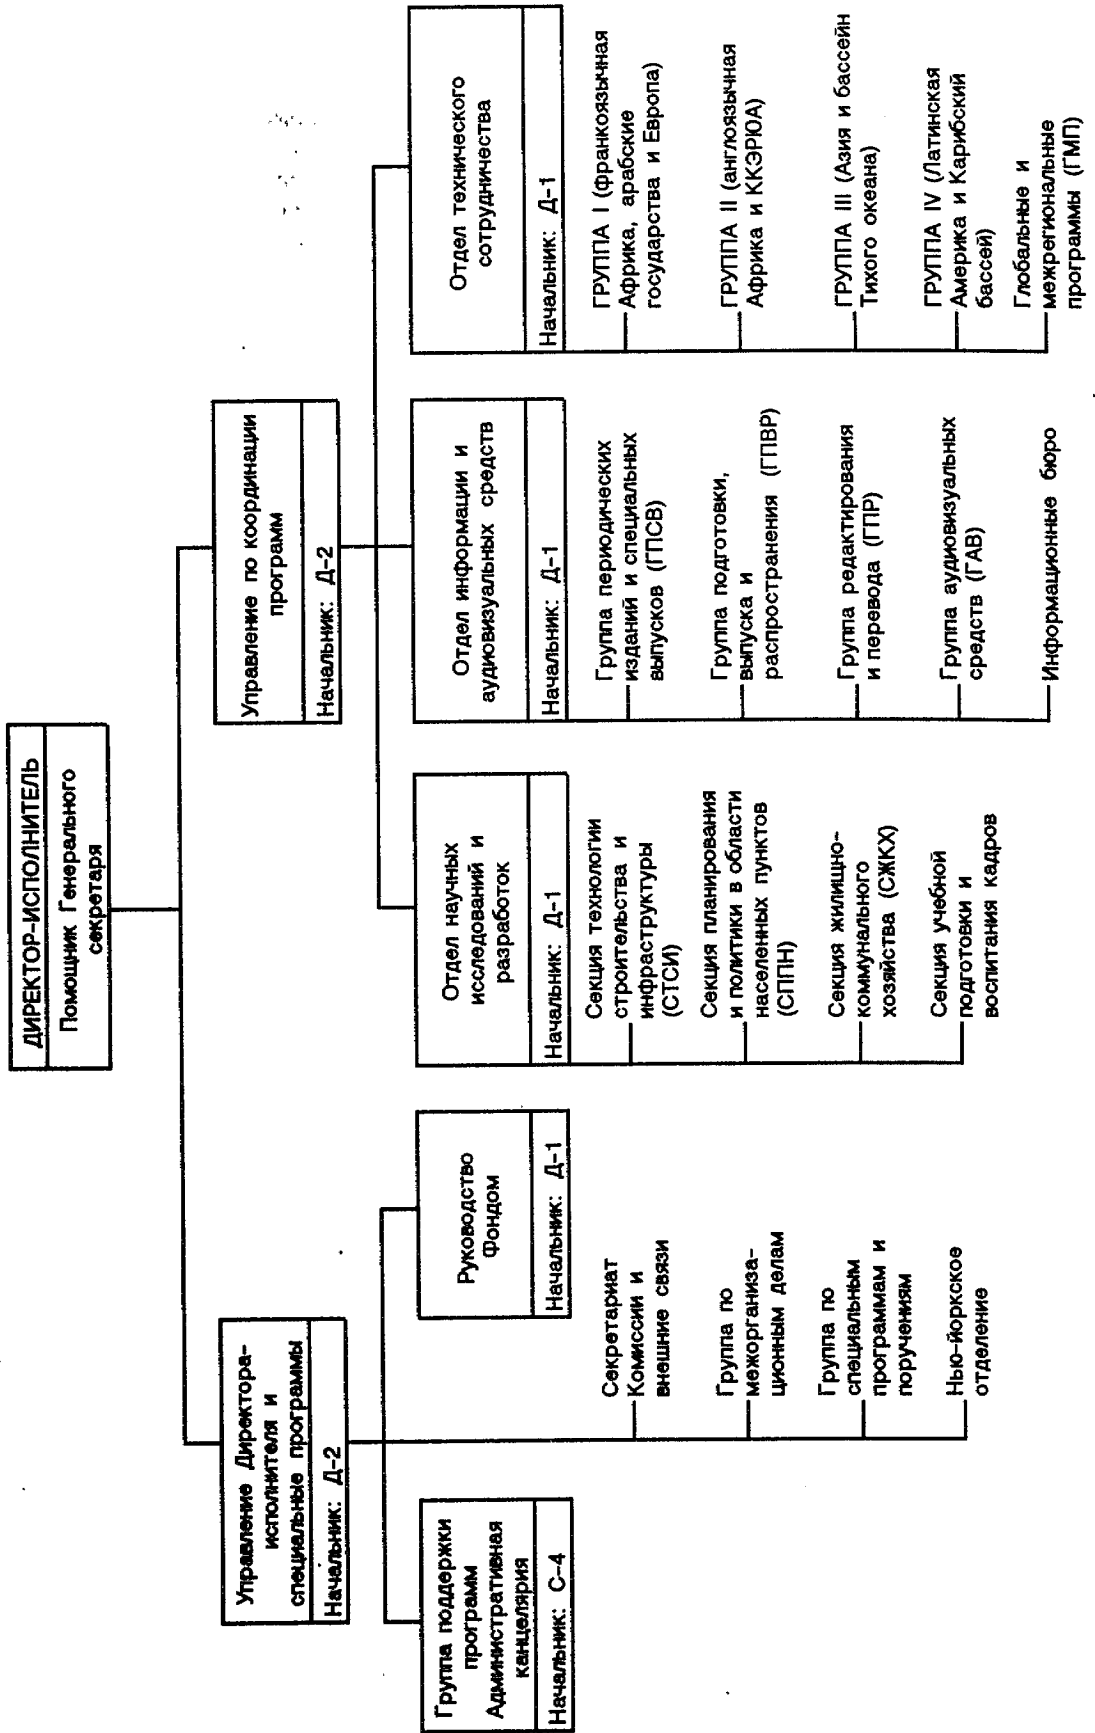 ДИРЕКТОР-ИСПОЛНИТЕЛЬ
Помощник Генерального
секретаря
Управление Директора-
исполнителя и
специальные программы
Начальник: Д-2
Управление по координации
программ
Начальник: Д-2
Группа поддержки
программ
Административная
канцелярия
Начальник: С-4
Руководство
Фондом
Начальник: Д-1
Секретариат
Комиссии и
внешние связи
Группа по
межорганиза-
ционным делам
Группа по
специальным
программам и
поручениям
Нью-йоркское
отделение
Отдел научных
исследований и
разработок
Начальник: Д-1
Секция технологии
строительства и
инфраструктуры
(СТСИ)
Секция планирования
и политики в области
населенных пунктов
(СППН)
Секция жилищно-
коммунального
хозяйства (СЖКХ)
Секция учебной
подготовки и
воспитания кадров
Отдел информации и
аудиовизуальных средств
Начальник: Д-1
Группа периодических
изданий и специальных
выпусков (ГПСВ)
Группа подготовки,
выпуска и
распространения (ГПВР)
Группа редактирования
и перевода (ГПР)
Группа аудиовизуальных
средств (ГАВ)
Информационные бюро
Отдел технического
сотрудничества
Начальник: Д-1
ГРУППА I (франкоязычная
Африка, арабские
государства и Европа)
ГРУППА II (англоязычная
Африка и ККЭРЮА)
ГРУППА III (Азия и бассейн
Тихого океана)
ГРУППА IV (Латинская
Америка и Карибский
бассей)
Глобальные и
межрегиональные
программы (ГМП)